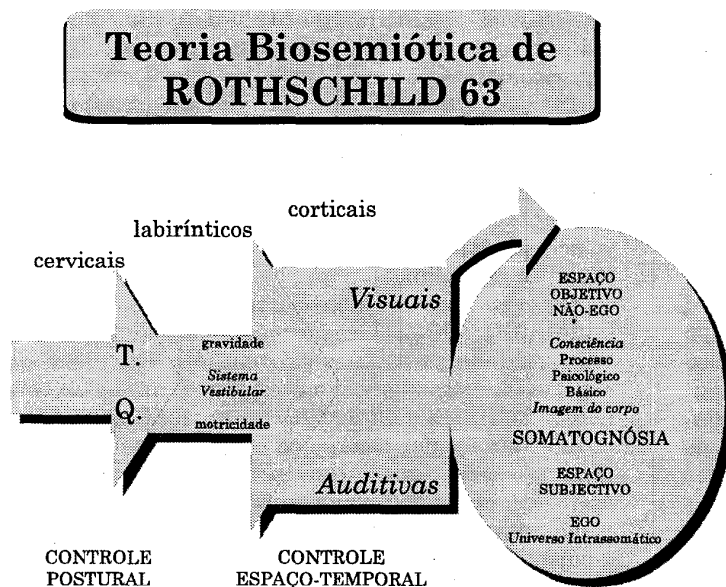 Teoria Biosemiótica de
ROTHSCHILD 63
cervicais
labirínticos
corticais
T.
Q.
gravidade
Sistema
Vestibular
motricidade
Visuais
Auditivas
ESPAÇO
OBJETIVO
NÃO-EGO
Consciência
Processo
Psicológico
Básico
Imagem do corpo
SOMATOGNÓSIA
ESPAÇO
SUBJECTIVO
EGO
Universo Intrassomático
CONTROLE
POSTURAL
CONTROLE
ESPAÇO-TEMPORAL